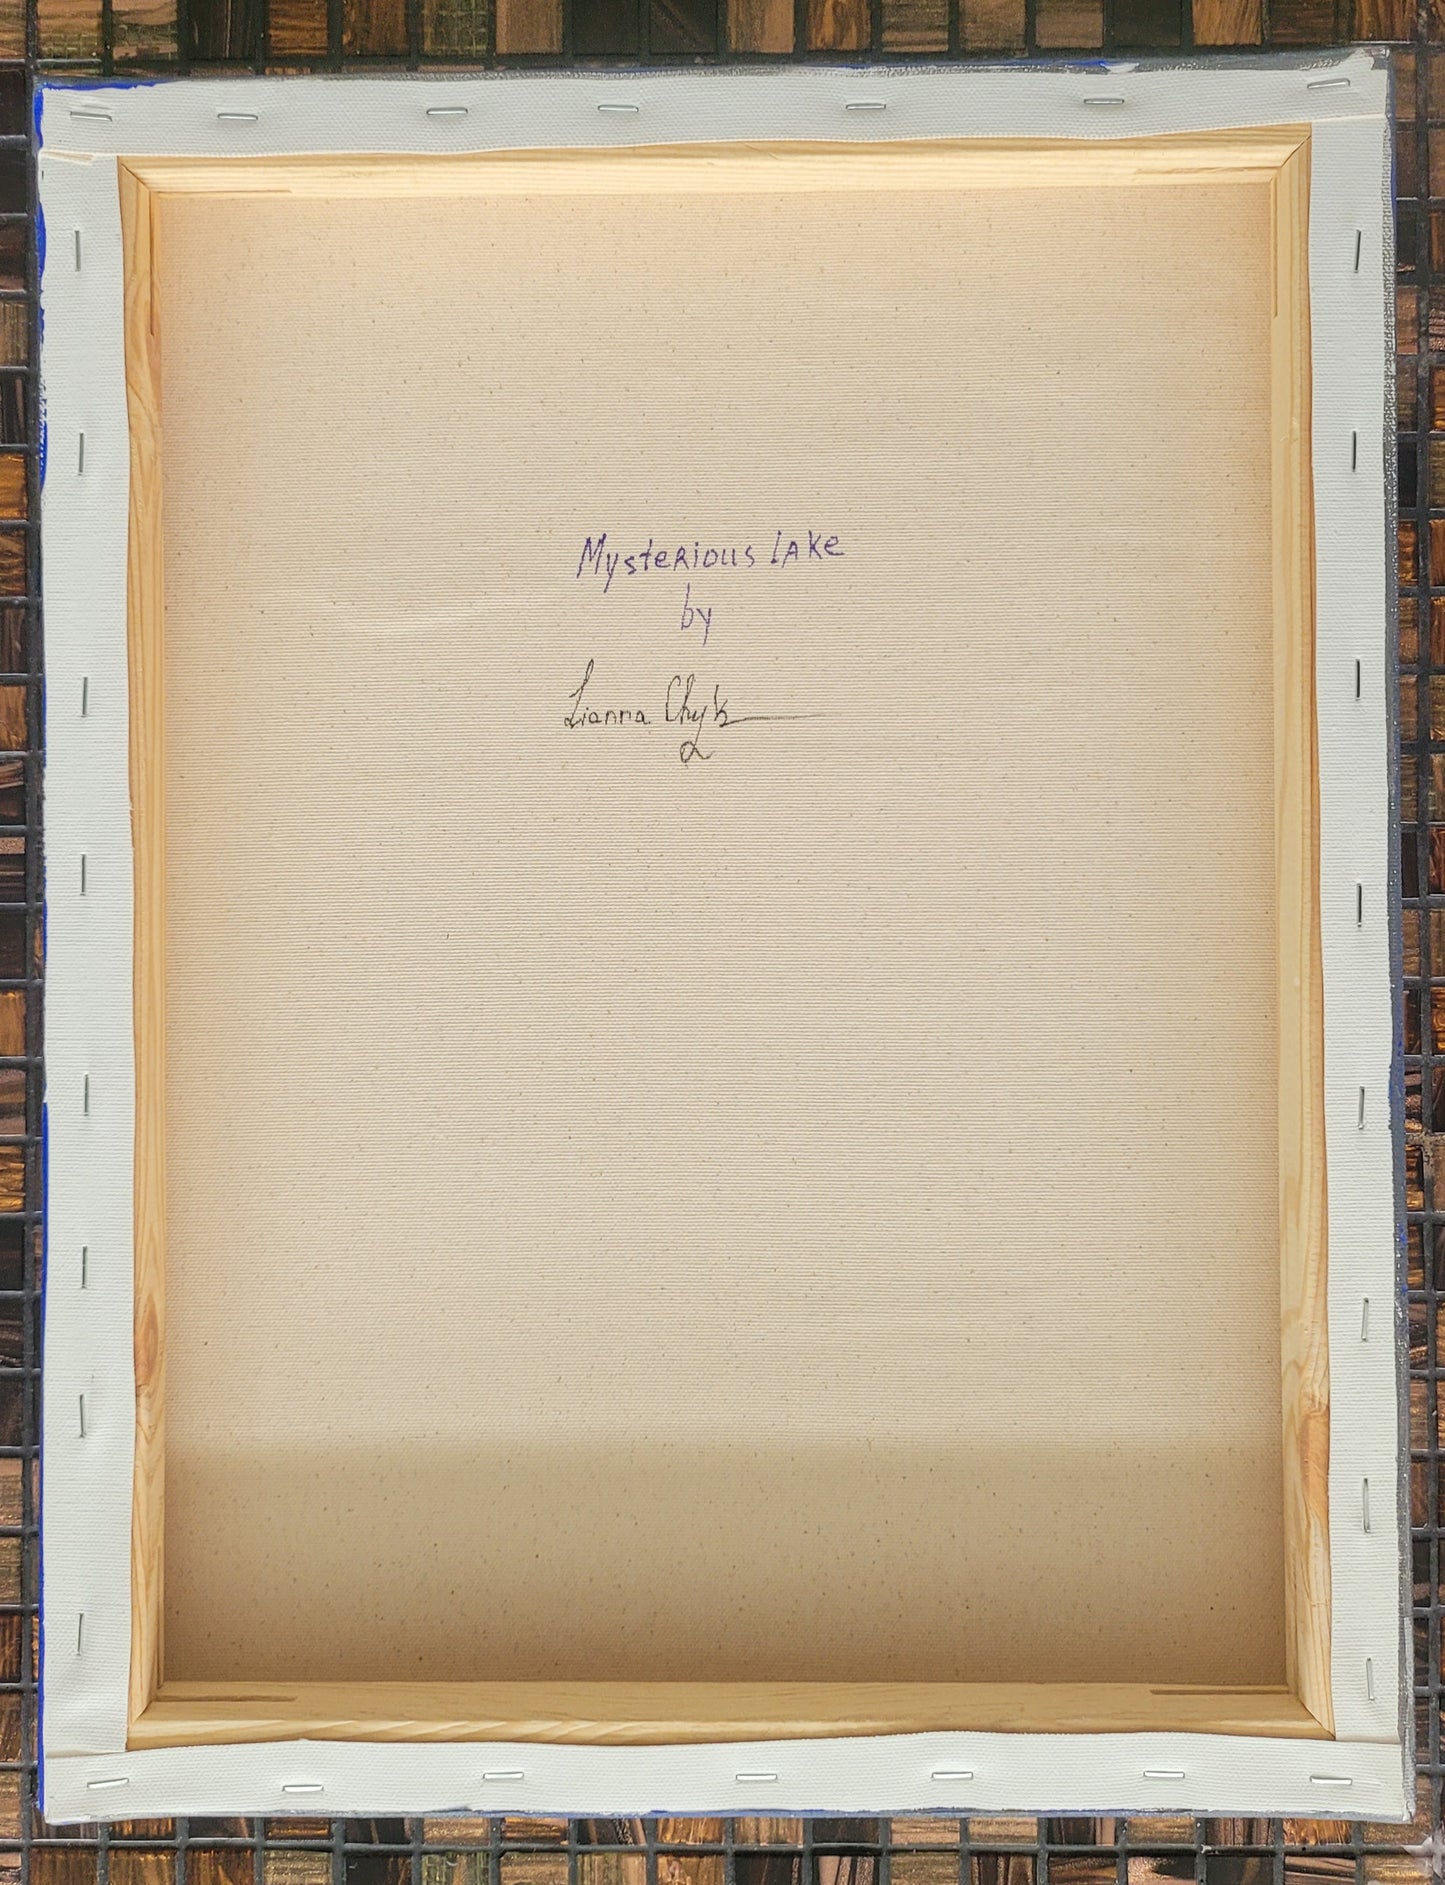 Mysterious lake
by
Lianna Chyk